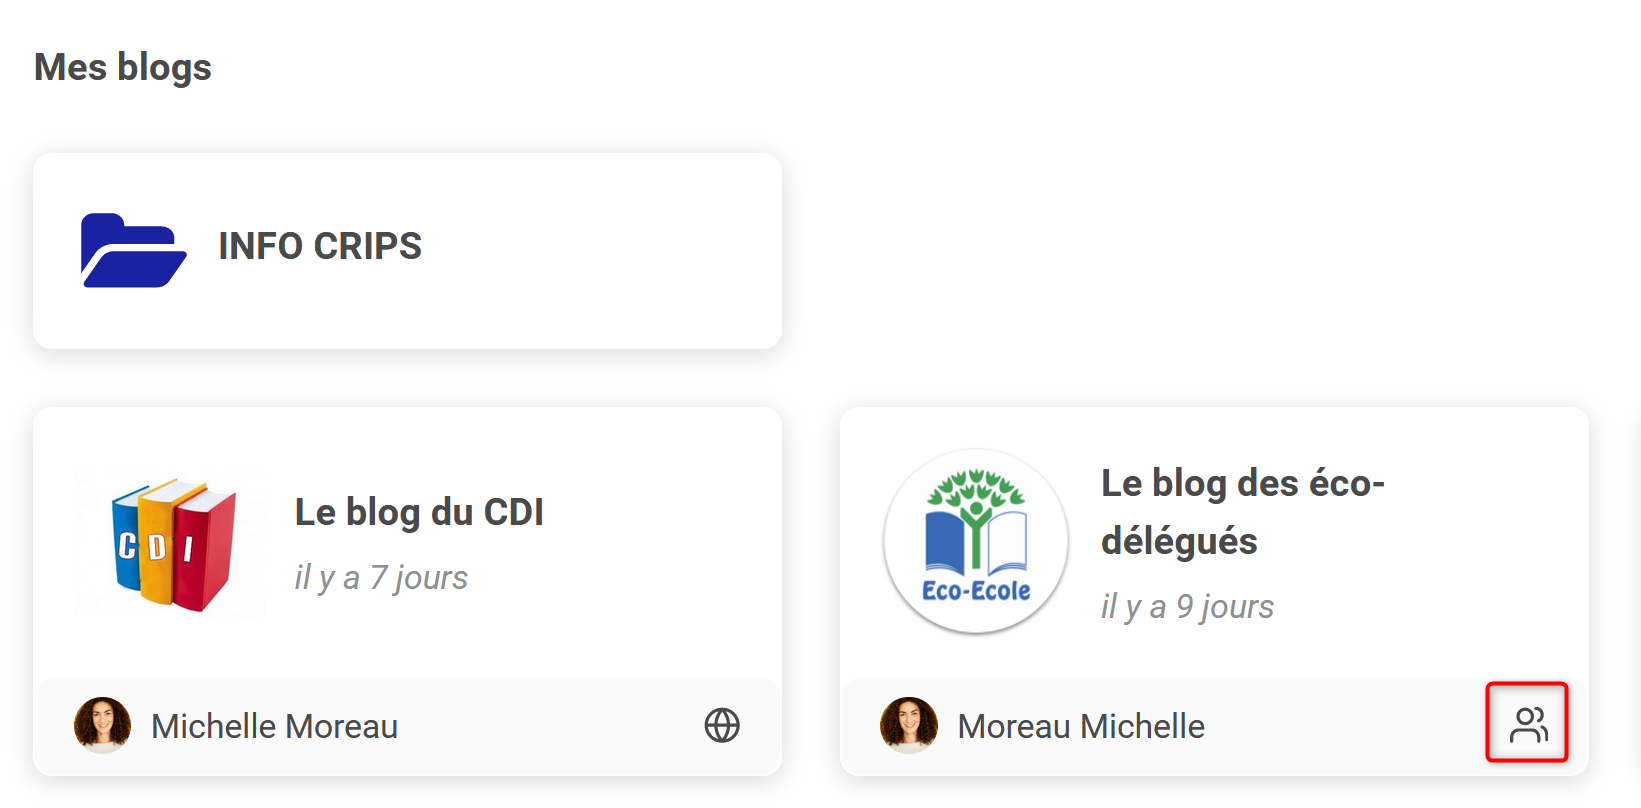 Mes blogs
INFO CRIPS
CDI
Le blog du CDI
il y a 7 jours
Michelle Moreau
Eco-Ecole
Le blog des éco-
délégués
il y a 9 jours
Moreau Michelle